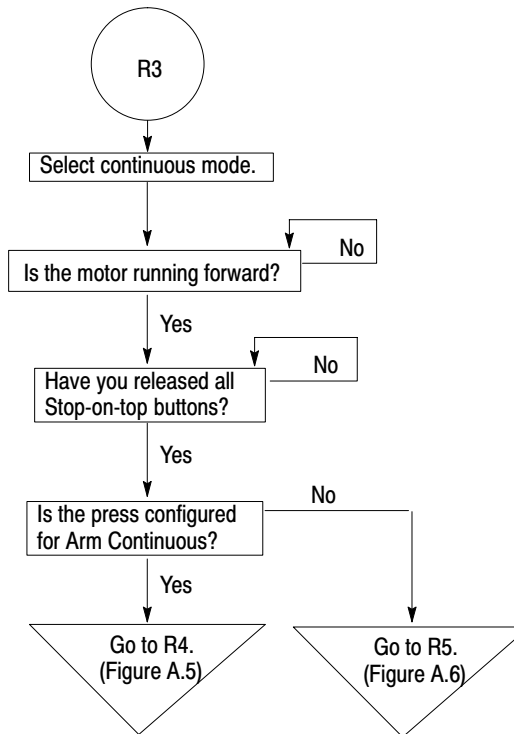 R3
Select continuous mode.
No
Is the motor running forward?
Yes
No
Have you released all
Stop-on-top buttons?
Yes
No
Is the press configured
for Arm Continuous?
Yes
Go to R4.
(Figure A.5)
Go to R5.
(Figure A.6)